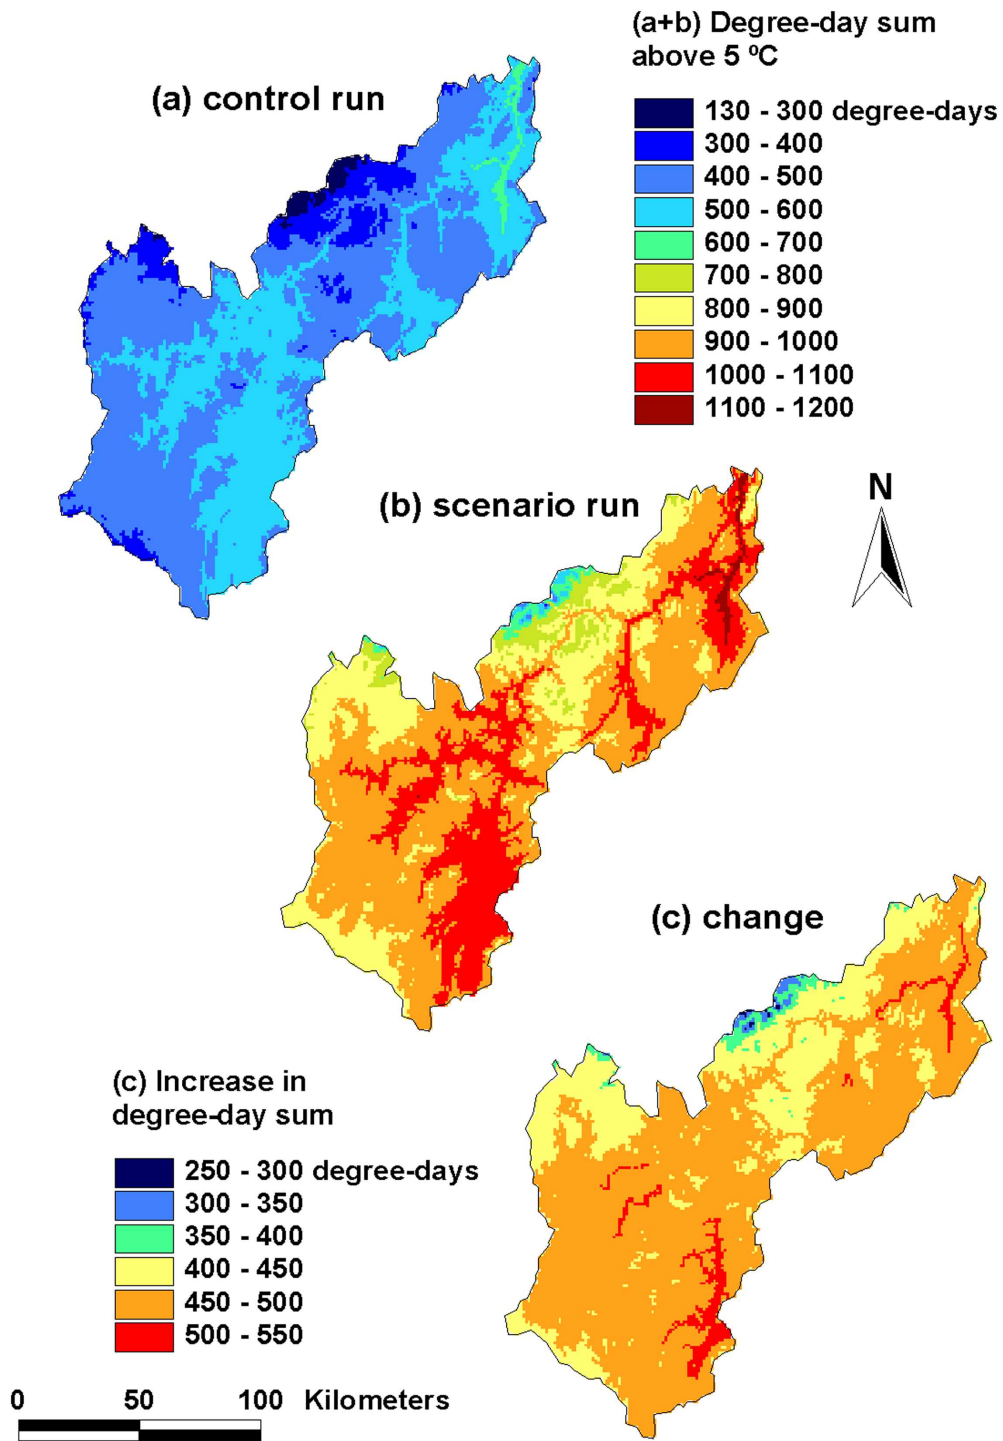 (a+b) Degree-day sum
above 5 ºC
(a) control run
130 - 300 degree-days
300 - 400
400 - 500
500 - 600
600 - 700
700 - 800
800 - 900
900 - 1000
1000 - 1100
1100 - 1200
(b) scenario run
N
(c) change
(c) Increase in
degree-day sum
250 - 300 degree-days
300 - 350
350 - 400
400 - 450
450 - 500
500 - 550
0 50 100 Kilometers